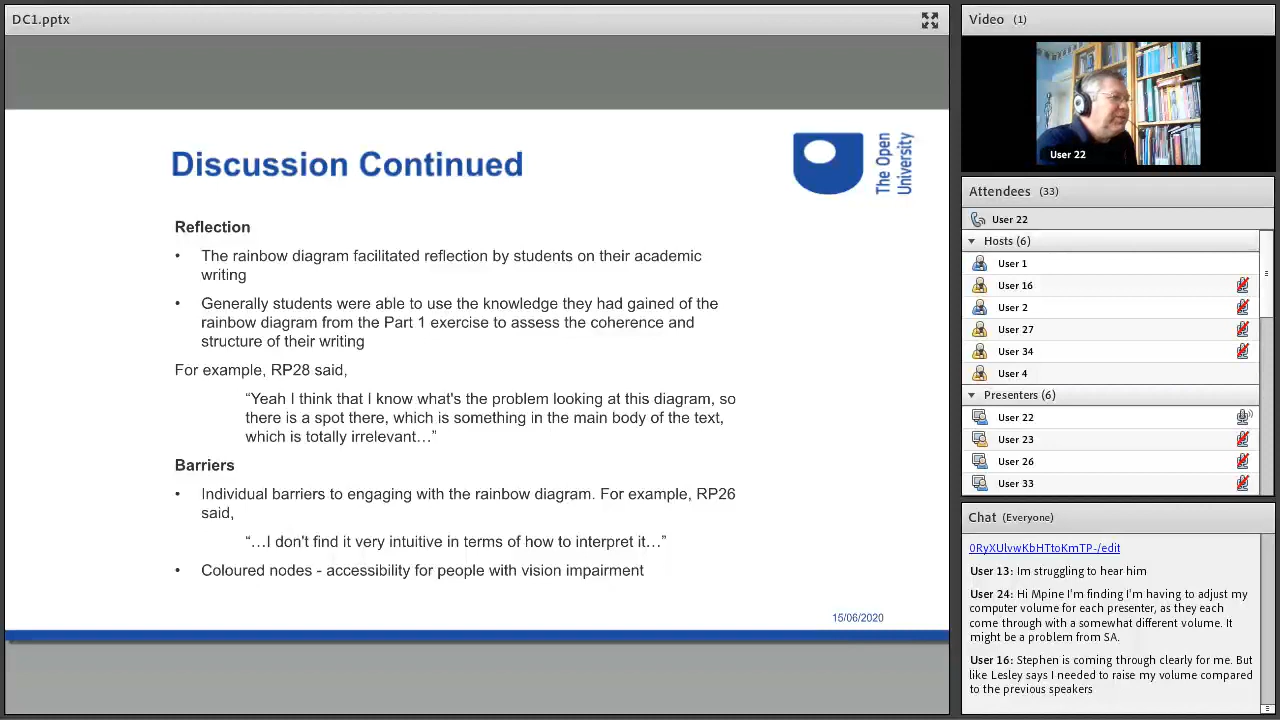 DC1.pptx
Discussion Continued
The Open
University
Reflection
• The rainbow diagram facilitated reflection by students on their academic
writing
• Generally students were able to use the knowledge they had gained of the
rainbow diagram from the Part 1 exercise to assess the coherence and
structure of their writing
For example, RP28 said,
“Yeah I think that I know what's the problem looking at this diagram, so
there is a spot there, which is something in the main body of the text,
which is totally irrelevant…”
Barriers
• Individual barriers to engaging with the rainbow diagram. For example, RP26
said,
“…I don't find it very intuitive in terms of how to interpret it…”
• Coloured nodes - accessibility for people with vision impairment
15/06/2020
Video (1)
User 22
Attendees (33)
User 22
Hosts (6)
User 1
User 16
User 2
User 27
User 34
User 4
Presenters (6)
User 22
User 23
User 26
User 33
Chat (Everyone)
0RyXUlvwKbHTtoKmTP-/edit
User 13: Im struggling to hear him
User 24: Hi Mpine I'm finding I'm having to adjust my
computer volume for each presenter, as they each
come through with a somewhat different volume. It
might be a problem from SA.
User 16: Stephen is coming through clearly for me. But
like Lesley says I needed to raise my volume compared
to the previous speakers